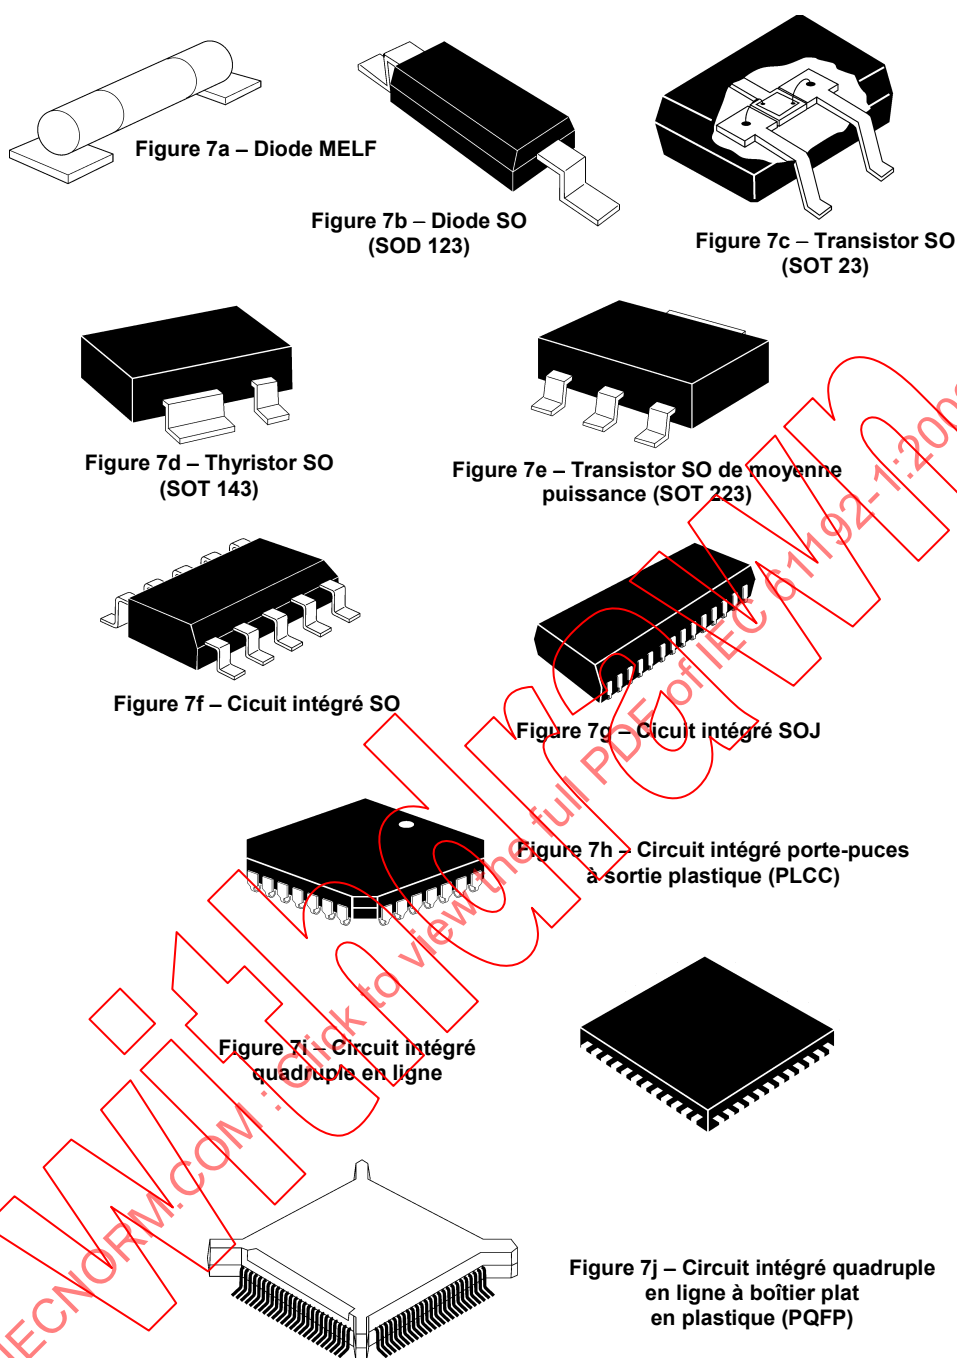 Figure 7a – Diode MELF
Figure 7b – Diode SO
(SOD 123)
Figure 7c – Transistor SO
(SOT 23)
Figure 7d – Thyristor SO
(SOT 143)
Figure 7e – Transistor SO de moyenne
puissance (SOT 223)
Figure 7f – Cicuit intégré SO
Figure 7g – Cicuit intégré SOJ
Figure 7h – Circuit intégré porte-puces
à sortie plastique (PLCC)
Figure 7i – Circuit intégré
quadruple en ligne
Figure 7j – Circuit intégré quadruple
en ligne à boîtier plat
en plastique (PQFP)
Withdrawn
IECNORM.COM : Click to view the full PDF of IEC 61192-1:200